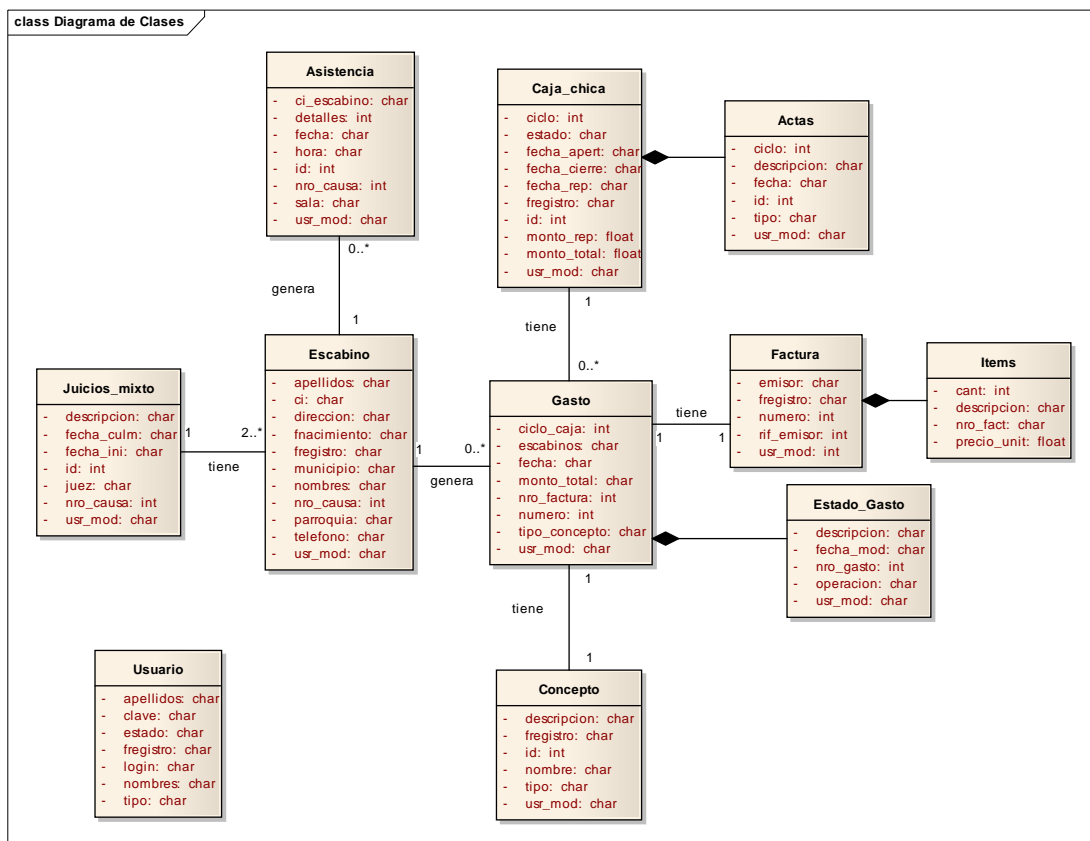 class Diagrama de Clases
Asistencia
- ci_escabino: char
- detalles: int
- fecha: char
- hora: char
- id: int
- nro_causa: int
- sala: char
- usr_mod: char
Caja_chica
- ciclo: int
- estado: char
- fecha_apert: char
- fecha_cierre: char
- fecha_rep: char
- fregistro: char
- id: int
- monto_rep: float
- monto_total: float
- usr_mod: char
Actas
- ciclo: int
- descripcion: char
- fecha: char
- id: int
- tipo: char
- usr_mod: char
0..*
genera
1
1
tiene
0..*
Juicios_mixto
- descripcion: char
- fecha_culm: char
- fecha_ini: char
- id: int
- juez: char
- nro_causa: int
- usr_mod: char
1
2..*
tiene
Escabino
- apellidos: char
- ci: char
- direccion: char
- fnacimiento: char
- fregistro: char
- municipio: char
- nombres: char
- nro_causa: int
- parroquia: char
- telefono: char
- usr_mod: char
1
0..*
genera
Gasto
- ciclo_caja: int
- escabinos: char
- fecha: char
- monto_total: char
- nro_factura: int
- numero: int
- tipo_concepto: char
- usr_mod: char
tiene
1
1
Factura
- emisor: char
- fregistro: char
- numero: int
- rif_emisor: int
- usr_mod: int
Items
- cant: int
- descripcion: char
- nro_fact: char
- precio_unit: float
Estado_Gasto
- descripcion: char
- fecha_mod: char
- nro_gasto: int
- operacion: char
- usr_mod: char
1
tiene
1
Usuario
- apellidos: char
- clave: char
- estado: char
- fregistro: char
- login: char
- nombres: char
- tipo: char
Concepto
- descripcion: char
- fregistro: char
- id: int
- nombre: char
- tipo: char
- usr_mod: char